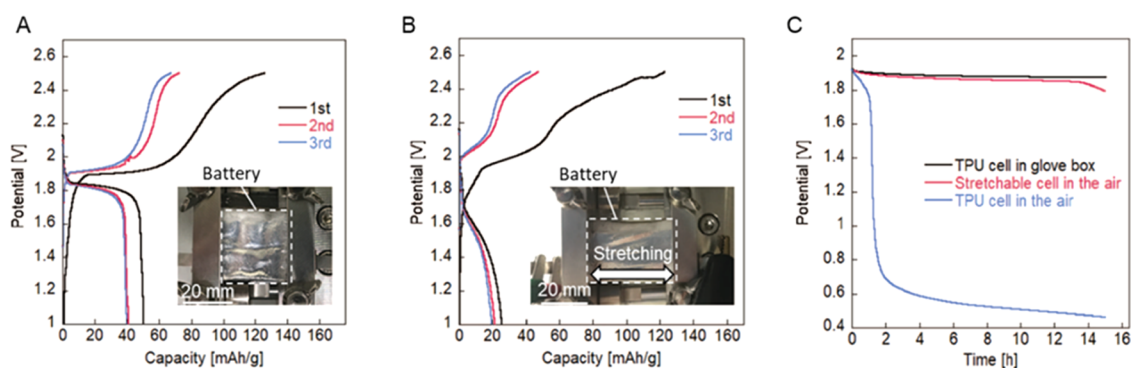 A
2.6
2.4
2.2
2
1.8
1.6
1.4
1.2
1
Potential [V]
1st
2nd
3rd
Battery
20 mm
0 20 40 60 80 100 120 140 160
Capacity [mAh/g]
B
2.6
2.4
2.2
2
1.8
1.6
1.4
1.2
1
Potential [V]
1st
2nd
3rd
Battery
Stretching
20 mm
0 20 40 60 80 100 120 140 160
Capacity [mAh/g]
C
2
1.8
1.6
1.4
1.2
1
0.8
0.6
0.4
Potential [V]
TPU cell in glove box
Stretchable cell in the air
TPU cell in the air
0 2 4 6 8 10 12 14 16
Time [h]